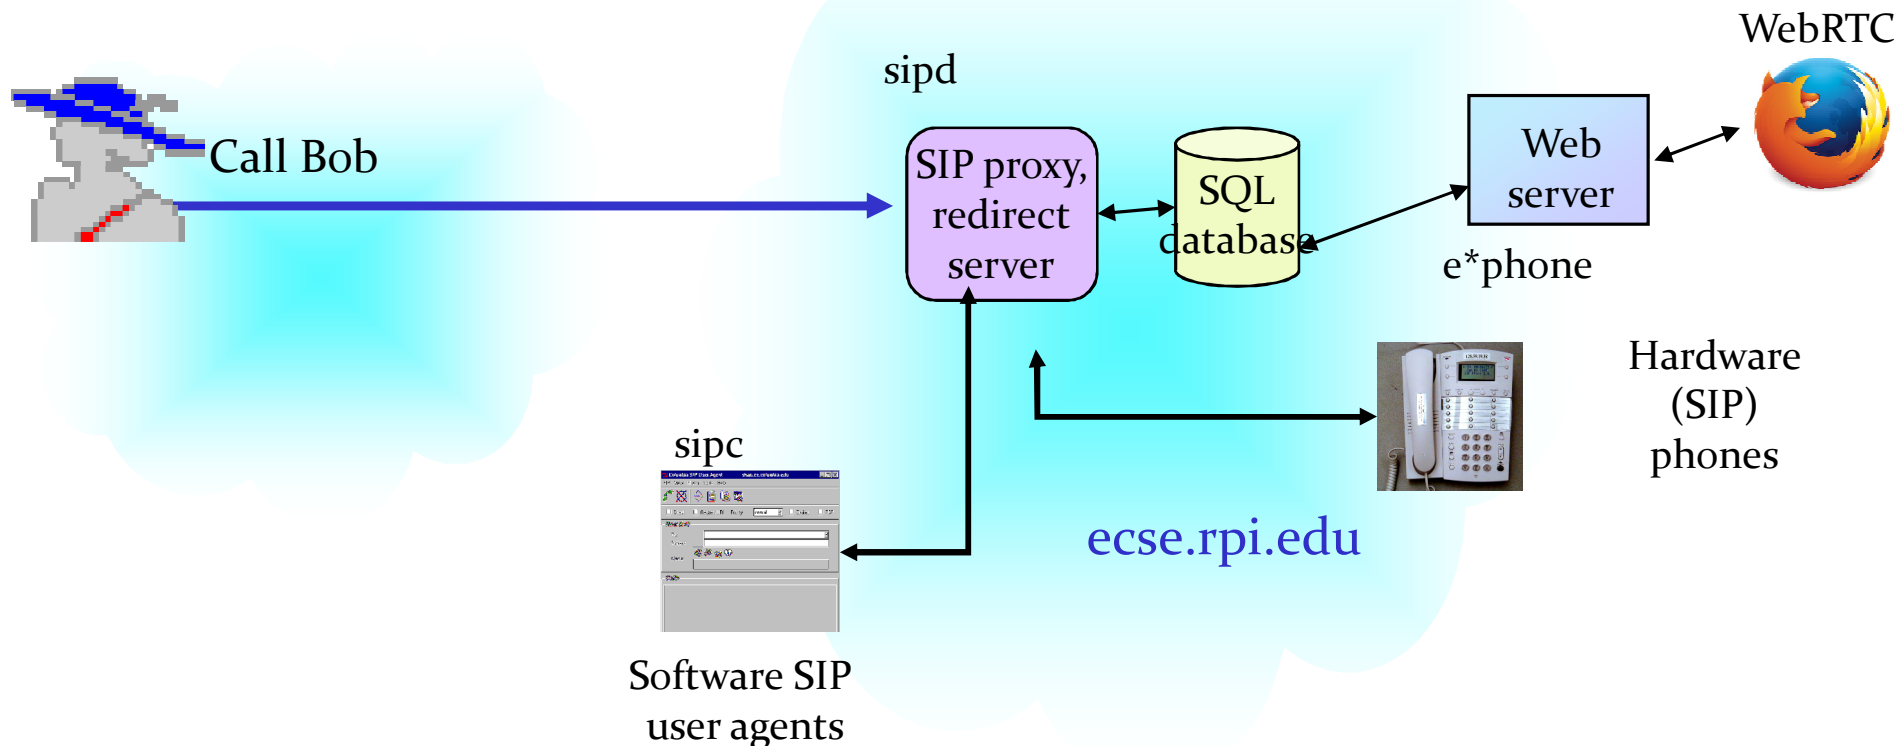 WebRTC
sipd
Call Bob
SIP proxy,
redirect
server
SQL
database
Web
server
e*phone
Hardware
(SIP)
phones
sipc
ecse.rpi.edu
Software SIP
user agents